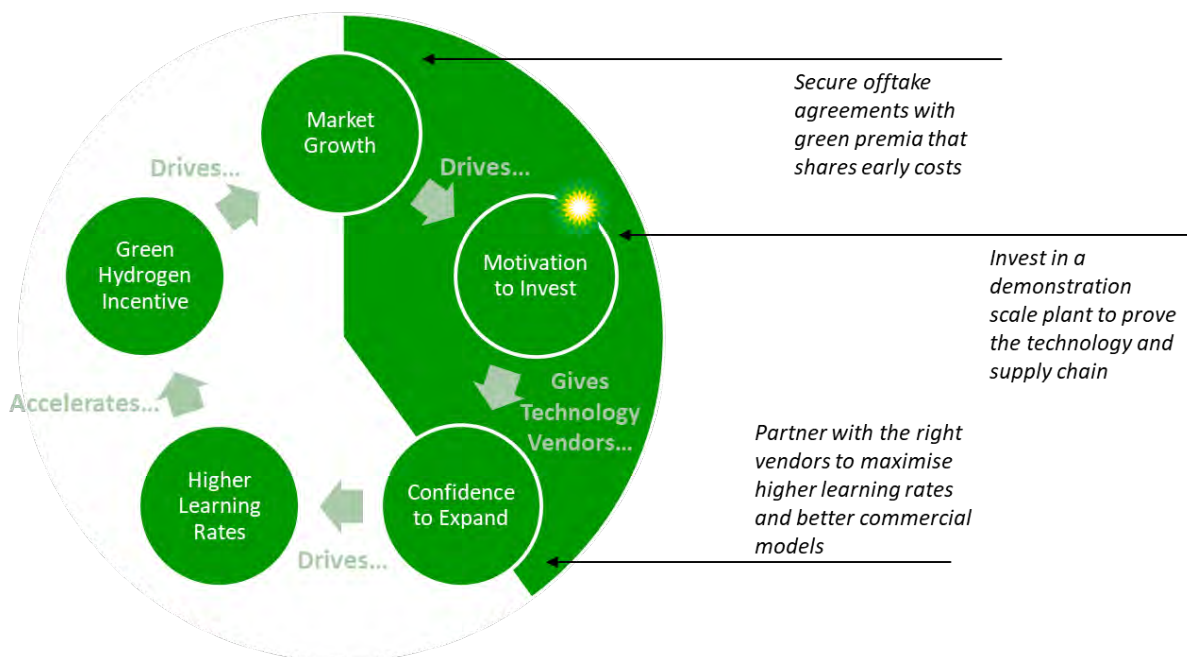 Market
Growth
Drives...
Motivation
to Invest
Gives
Technology
Vendors...
Confidence
to Expand
Drives...
Higher
Learning
Rates
Accelerates...
Green
Hydrogen
Incentive
Drives...
Secure offtake
agreements with
green premia that
shares early costs
Invest in a
demonstration
scale plant to prove
the technology and
supply chain
Partner with the right
vendors to maximise
higher learning rates
and better commercial
models